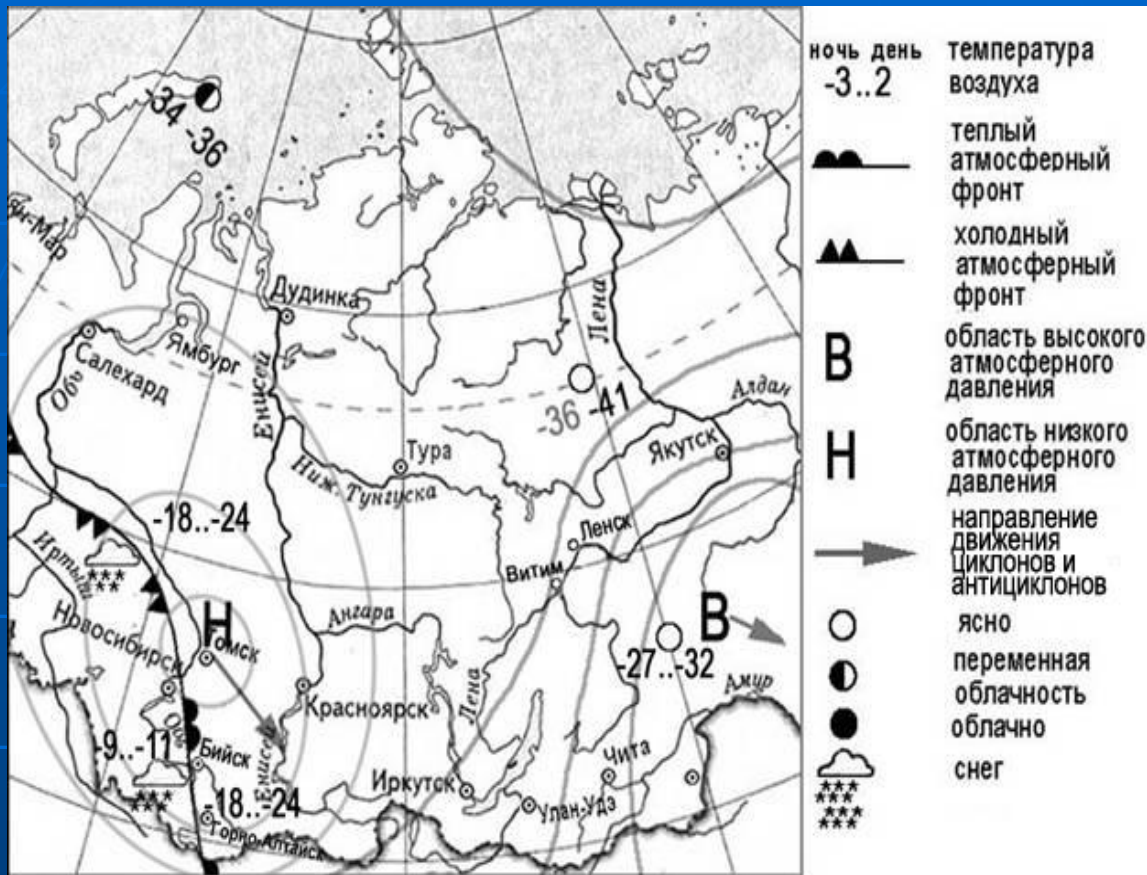 -34 -36
ян-Мар
Дудинка
Лена
Салехард
Ямбург
Обь
Енисей
Алдан
-36 -41
Тура
Якутск
Ниж. Тунгуска
-18..-24
Ленск
Иртыш
Витим
Ангара
Н
В
Новосибирск
Томск
-27..-32
Красноярск
Лена
Амур
Обь
-9..-11
Бийск
Енисей
Чита
Иркутск
-18..-24
Улан-Удэ
Горно-Алтайск
ночь день
-3..2
температура
воздуха
теплый
атмосферный
фронт
холодный
атмосферный
фронт
В
область высокого
атмосферного
давления
Н
область низкого
атмосферного
давления
направление
движения
циклонов и
антициклонов
ясно
переменная
облачность
облачно
снег